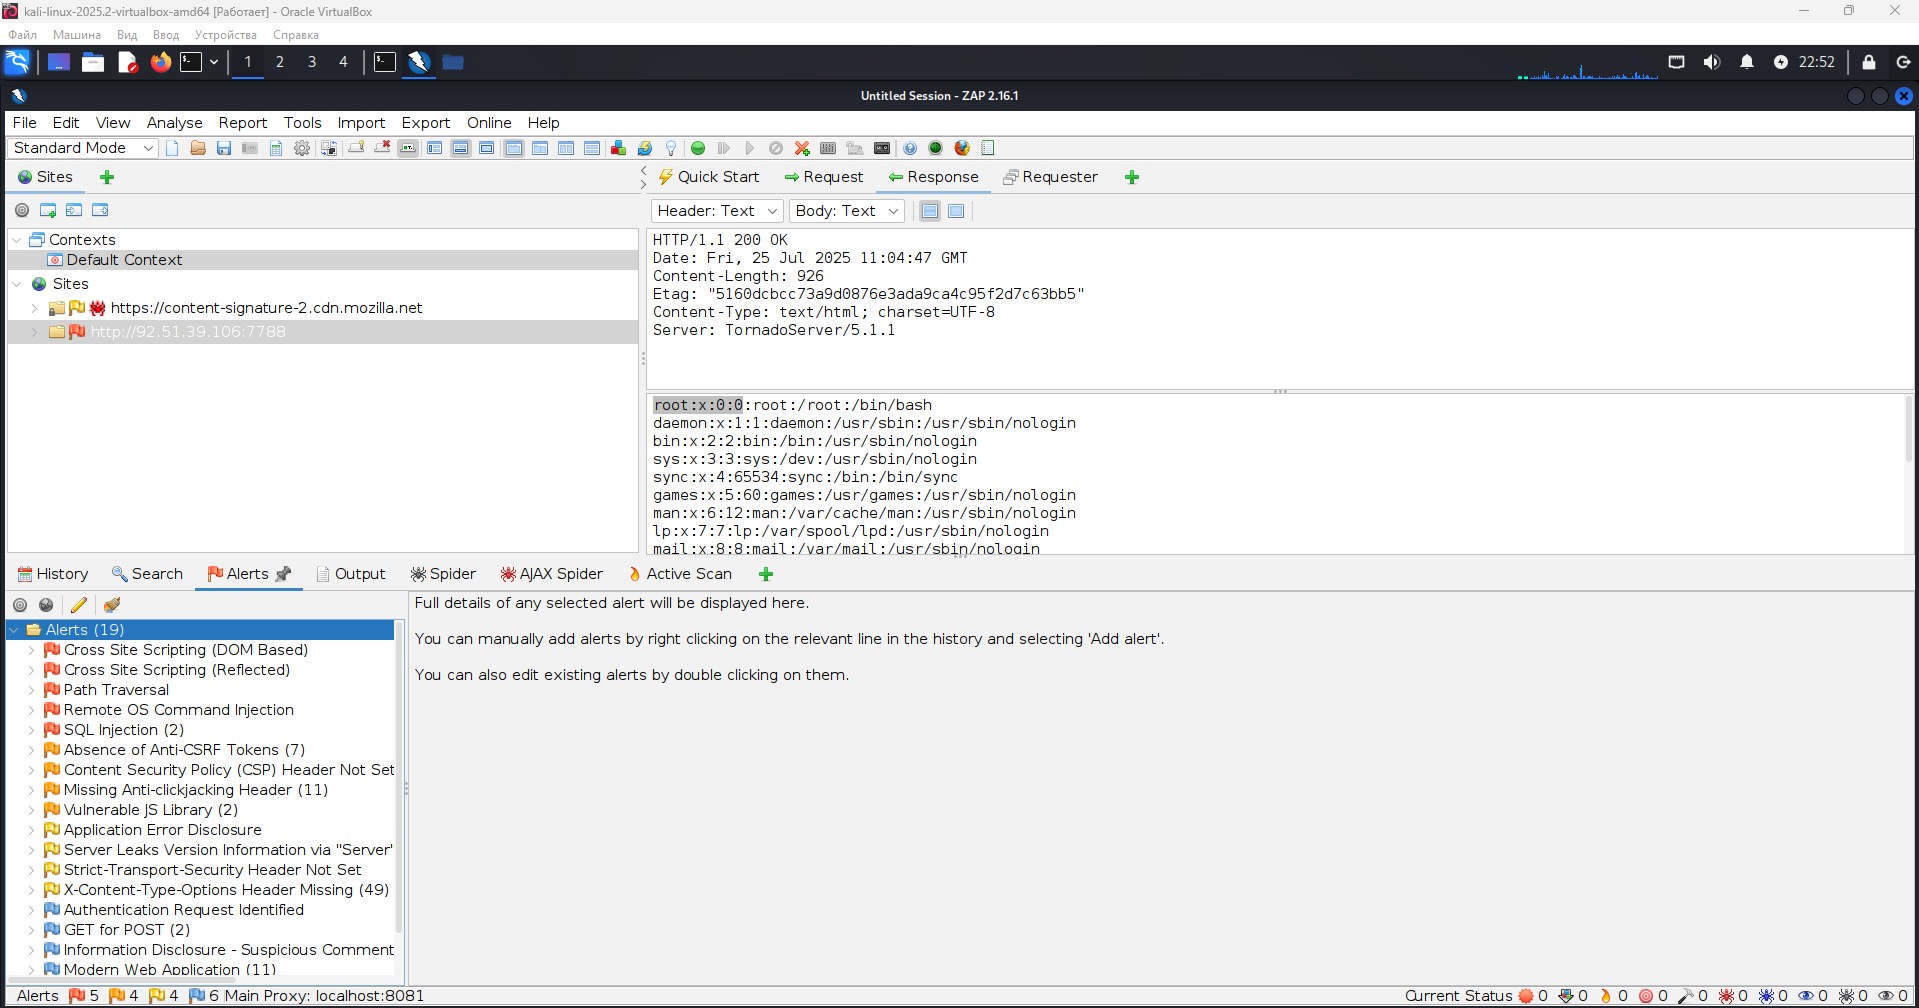 kali-linux-2025.2-virtualbox-amd64 [Работает] - Oracle VirtualBox
Файл Машина Вид Ввод Устройства Справка
1 2 3 4 22:52
Untitled Session - ZAP 2.16.1
File Edit View Analyse Report Tools Import Export Online Help
Standard Mode
Sites
Quick Start Request Response Requester
Header: Text Body: Text
Contexts
Default Context
Sites
https://content-signature-2.cdn.mozilla.net
http://92.51.39.106:7788
HTTP/1.1 200 OK
Date: Fri, 25 Jul 2025 11:04:47 GMT
Content-Length: 926
Etag: "5160dcbcc73a9d0876e3ada9ca4c95f2d7c63bb5"
Content-Type: text/html; charset=UTF-8
Server: TornadoServer/5.1.1
root:x:0:0:root:/root:/bin/bash
daemon:x:1:1:daemon:/usr/sbin:/usr/sbin/nologin
bin:x:2:2:bin:/bin:/usr/sbin/nologin
sys:x:3:3:sys:/dev:/usr/sbin/nologin
sync:x:4:65534:sync:/bin:/bin/sync
games:x:5:60:games:/usr/games:/usr/sbin/nologin
man:x:6:12:man:/var/cache/man:/usr/sbin/nologin
lp:x:7:7:lp:/var/spool/lpd:/usr/sbin/nologin
mail:x:8:8:mail:/var/mail:/usr/sbin/nologin
History Search Alerts Output Spider AJAX Spider Active Scan
Alerts (19)
Cross Site Scripting (DOM Based)
Cross Site Scripting (Reflected)
Path Traversal
Remote OS Command Injection
SQL Injection (2)
Absence of Anti-CSRF Tokens (7)
Content Security Policy (CSP) Header Not Set
Missing Anti-clickjacking Header (11)
Vulnerable JS Library (2)
Application Error Disclosure
Server Leaks Version Information via "Server"
Strict-Transport-Security Header Not Set
X-Content-Type-Options Header Missing (49)
Authentication Request Identified
GET for POST (2)
Information Disclosure - Suspicious Comment
Modern Web Application (11)
Full details of any selected alert will be displayed here.
You can manually add alerts by right clicking on the relevant line in the history and selecting 'Add alert'.
You can also edit existing alerts by double clicking on them.
Alerts 5 4 4 6 Main Proxy: localhost:8081
Current Status 0 0 0 0 0 0 0 0 0 0